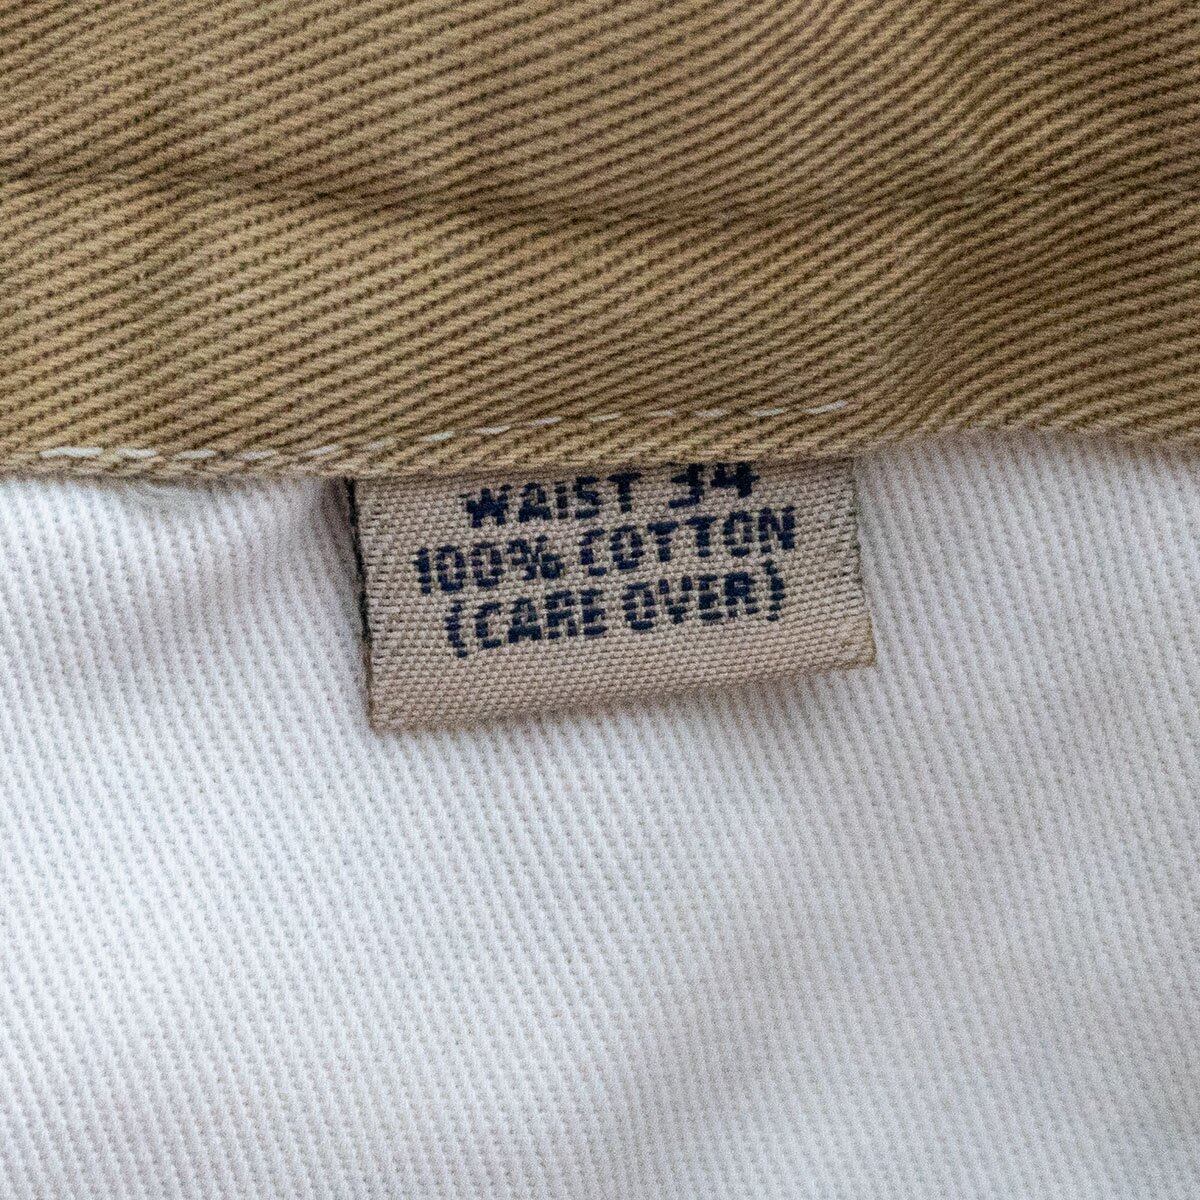 WAIST 34
100% COTTON
(CARE OVER)